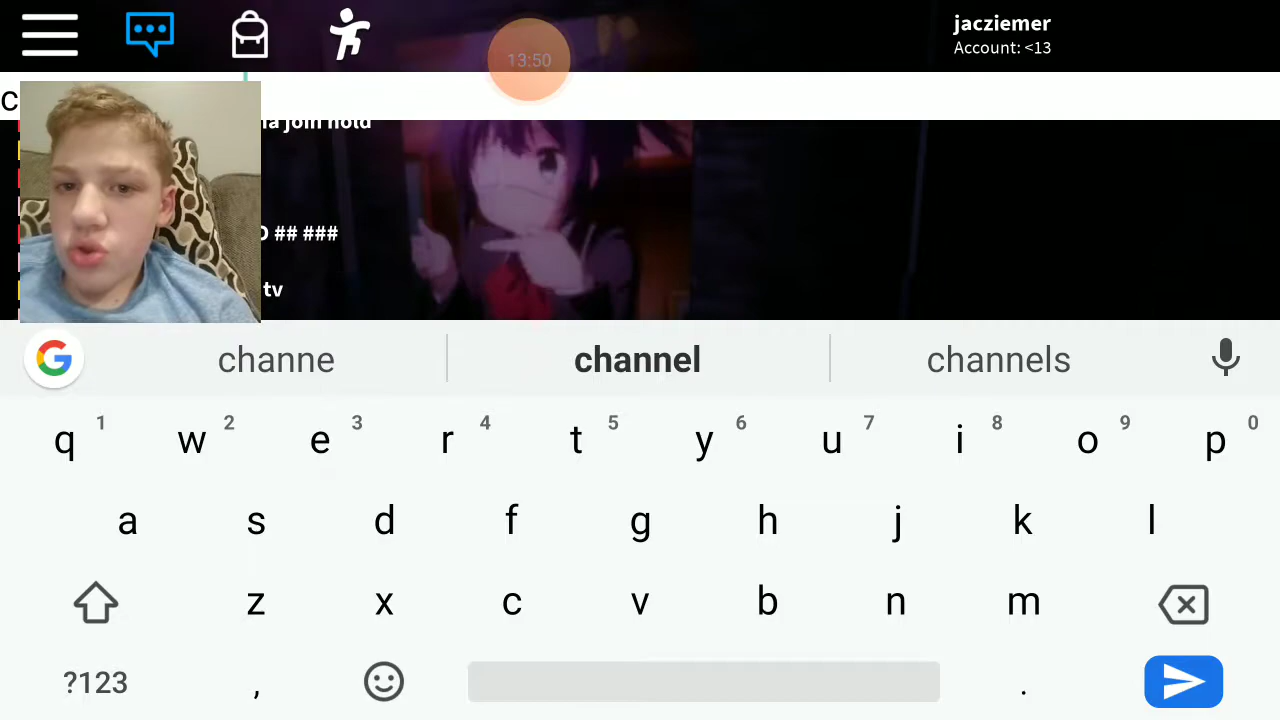 jacziemer
13:50
Account: <13
c
na join hold
## ###
tv
channe channel channels
q 1 w 2 e 3 r 4 t 5 y 6 u 7 i 8 o 9 p 0
a s d f g h j k l
z x c v b n m
?123 , .